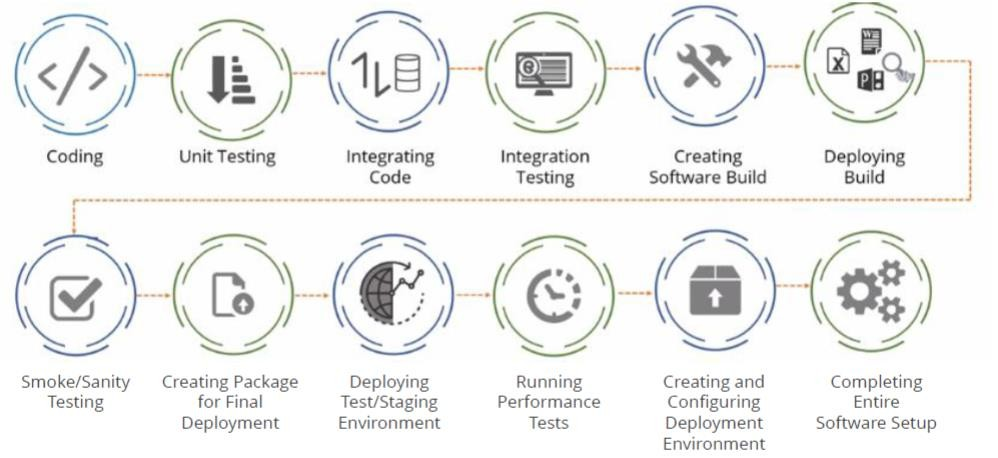 Coding
Unit Testing
Integrating
Code
Integration
Testing
Creating
Software Build
Deploying
Build
Smoke/Sanity
Testing
Creating Package
for Final
Deployment
Deploying
Test/Staging
Environment
Running
Performance
Tests
Creating and
Configuring
Deployment
Environment
Completing
Entire
Software Setup